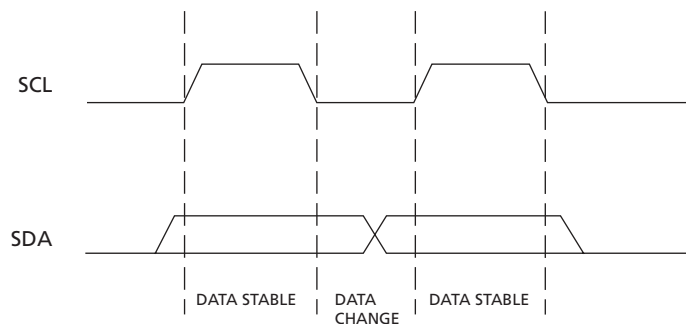 SCL
SDA
DATA STABLE
DATA
CHANGE
DATA STABLE